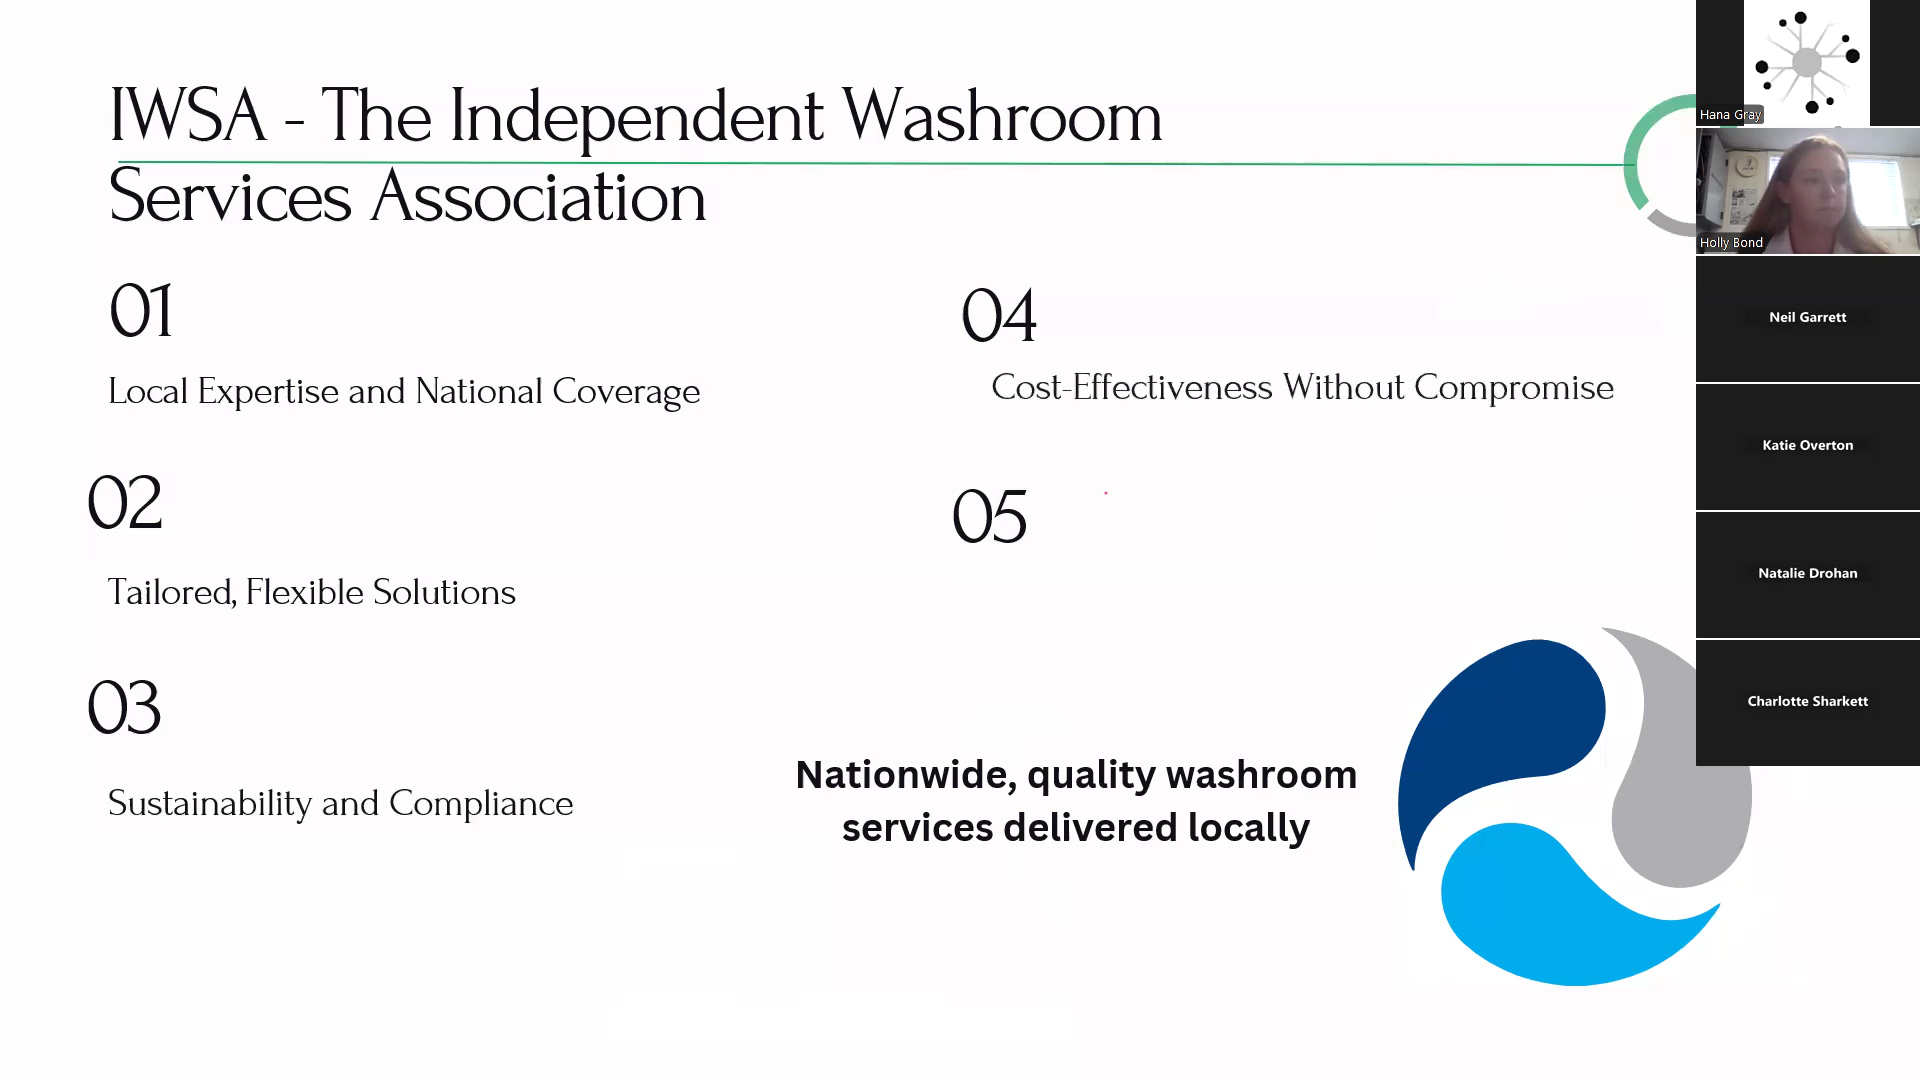 IWSA - The Independent Washroom
Services Association
01
Local Expertise and National Coverage
02
Tailored, Flexible Solutions
03
Sustainability and Compliance
04
Cost-Effectiveness Without Compromise
05
Nationwide, quality washroom
services delivered locally
Hana Gray
Holly Bond
Neil Garrett
Katie Overton
Natalie Drohan
Charlotte Sharkett